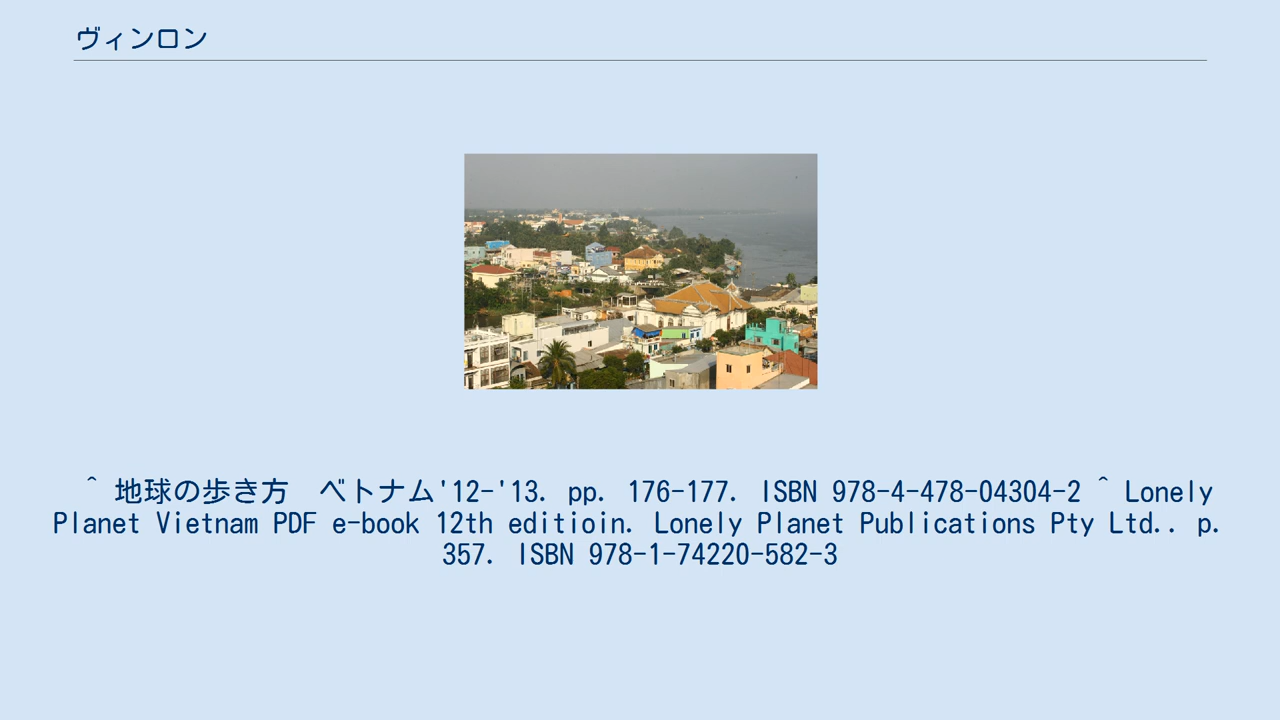 ヴィンロン
^ 地球の歩き方　ベトナム'12-'13. pp. 176-177. ISBN 978-4-478-04304-2 ^ Lonely
Planet Vietnam PDF e-book 12th editioin. Lonely Planet Publications Pty Ltd.. p.
357. ISBN 978-1-74220-582-3